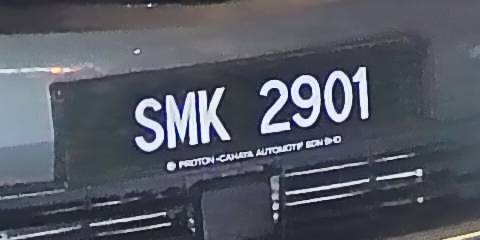 SMK 2901
PROTON-CAHAYA AUTOMOTIF SDN BHD